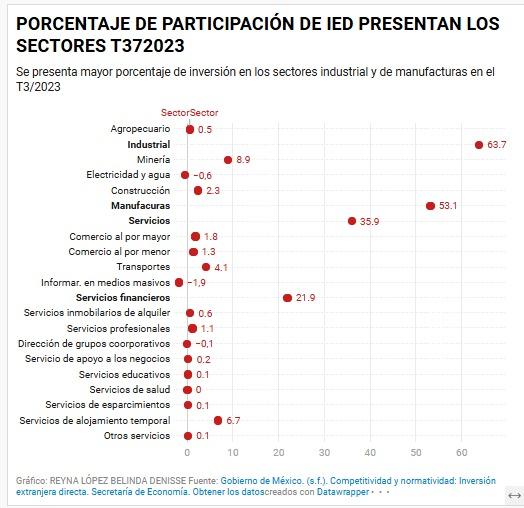 PORCENTAJE DE PARTICIPACIÓN DE IED PRESENTAN LOS
SECTORES T372023
Se presenta mayor porcentaje de inversión en los sectores industrial y de manufacturas en el
T3/2023
SectorSector
Agropecuario 0.5
Industrial 63.7
Minería 8.9
Electricidad y agua −0,6
Construcción 2.3
Manufacuras 53.1
Servicios 35.9
Comercio al por mayor 1.8
Comercio al por menor 1.3
Transportes 4.1
Informar. en medios masivos −1,9
Servicios financieros 21.9
Servicios inmobilarios de alquiler 0.6
Servicios profesionales 1.1
Dirección de grupos coorporativos −0,1
Servicio de apoyo a los negocios 0.2
Servicios educativos 0.1
Servicios de salud 0
Servicios de esparcimientos 0.1
Servicios de alojamiento temporal 6.7
Otros servicios 0.1
0 10 20 30 40 50 60
Gráfico: REYNA LÓPEZ BELINDA DENISSE Fuente: Gobierno de México. (s.f.). Competitividad y normatividad: Inversión
extranjera directa. Secretaría de Economía. Obtener los datoscreados con Datawrapper • • •